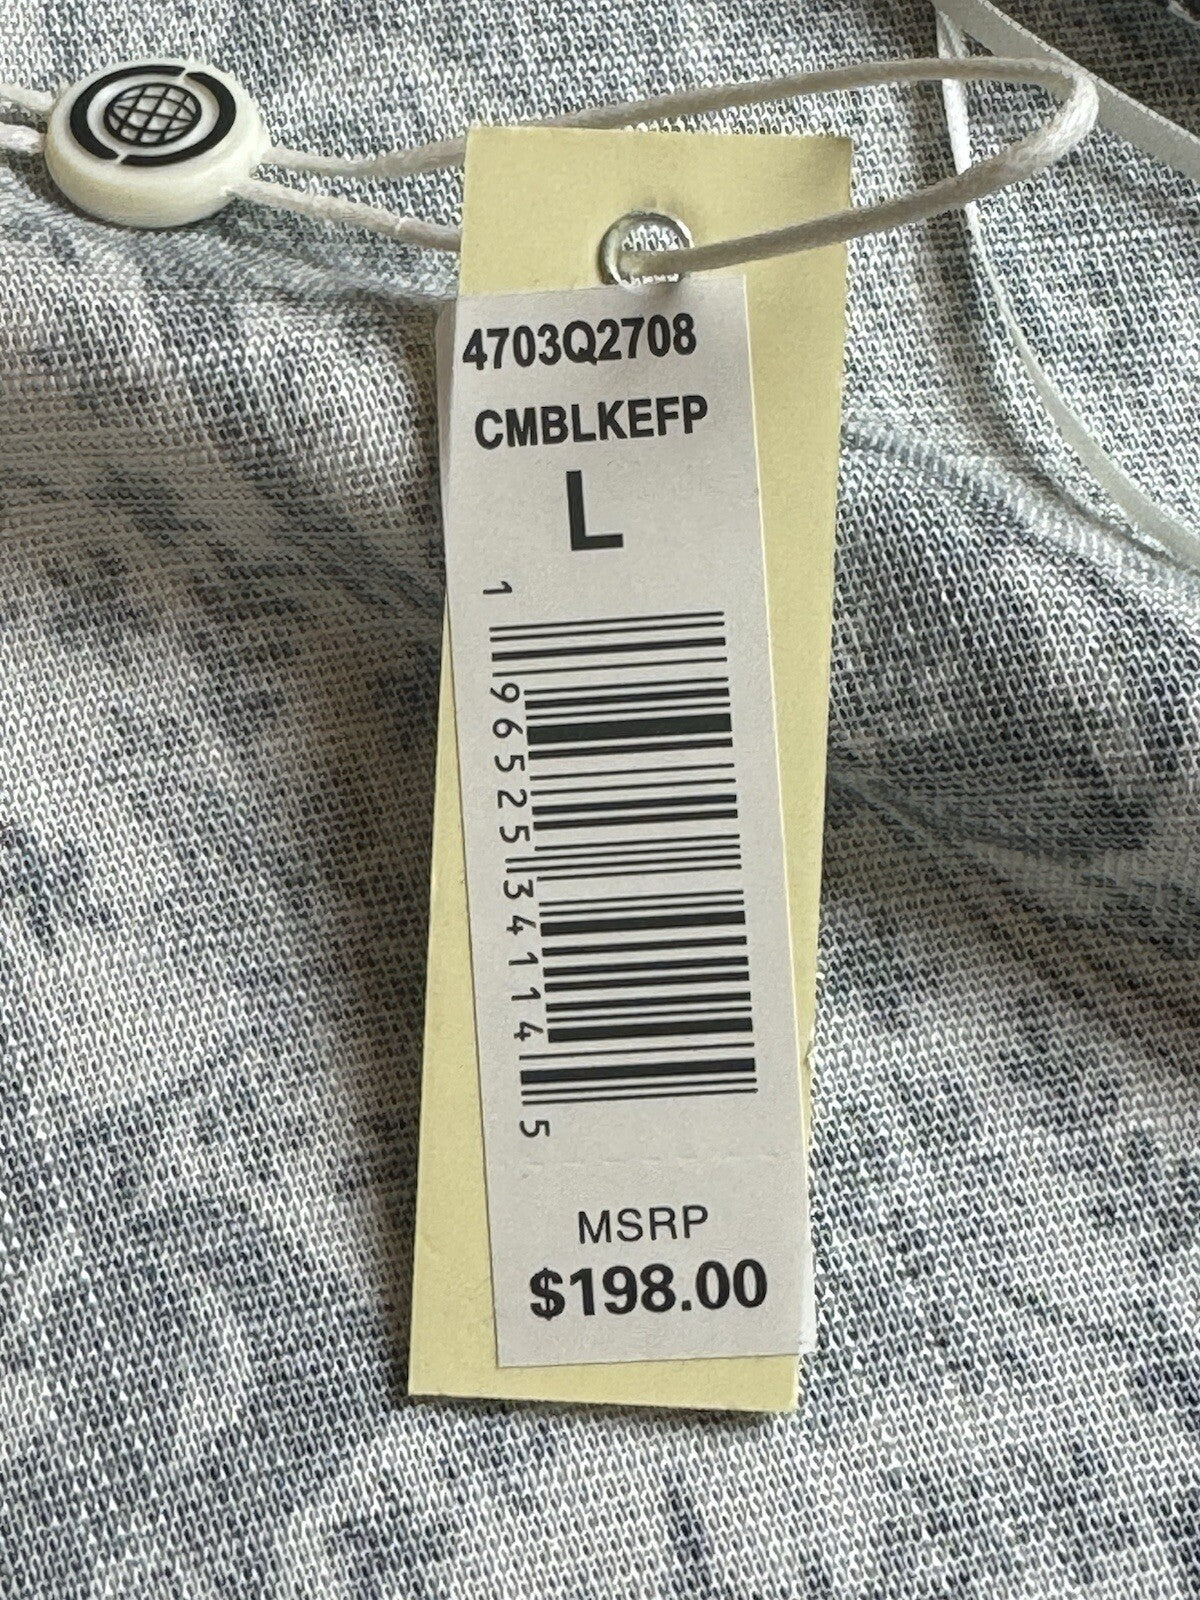 4703Q2708
CMBLKEFP
L
1 96525 34114 5
MSRP
$198.00